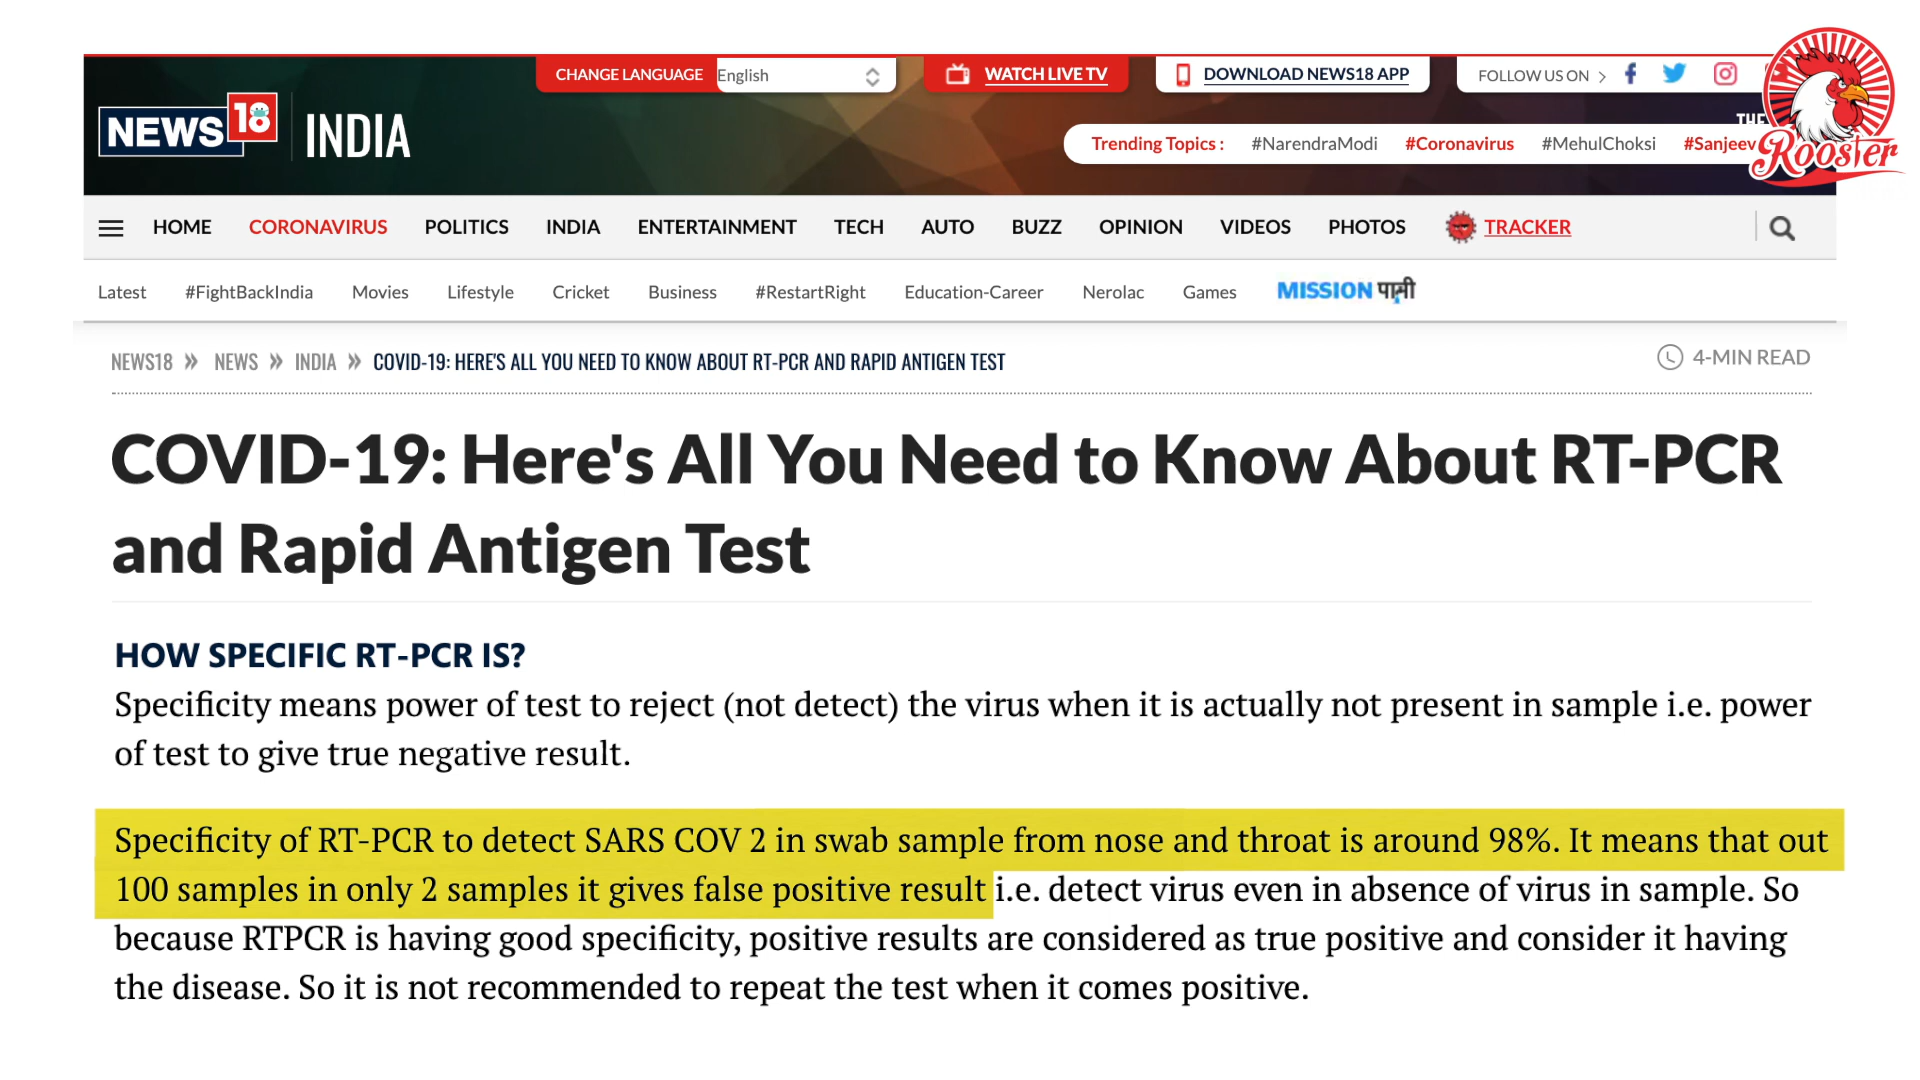 CHANGE LANGUAGE English WATCH LIVE TV DOWNLOAD NEWS18 APP FOLLOW US ON
NEWS 18 INDIA
THE
Rooster
Trending Topics : #NarendraModi #Coronavirus #MehulChoksi #Sanjeev
HOME CORONAVIRUS POLITICS INDIA ENTERTAINMENT TECH AUTO BUZZ OPINION VIDEOS PHOTOS TRACKER
Latest #FightBackIndia Movies Lifestyle Cricket Business #RestartRight Education-Career Nerolac Games MISSION पानी
NEWS18 » NEWS » INDIA » COVID-19: HERE'S ALL YOU NEED TO KNOW ABOUT RT-PCR AND RAPID ANTIGEN TEST 4-MIN READ
COVID-19: Here's All You Need to Know About RT-PCR
and Rapid Antigen Test
HOW SPECIFIC RT-PCR IS?
Specificity means power of test to reject (not detect) the virus when it is actually not present in sample i.e. power
of test to give true negative result.
Specificity of RT-PCR to detect SARS COV 2 in swab sample from nose and throat is around 98%. It means that out
100 samples in only 2 samples it gives false positive result i.e. detect virus even in absence of virus in sample. So
because RTPCR is having good specificity, positive results are considered as true positive and consider it having
the disease. So it is not recommended to repeat the test when it comes positive.